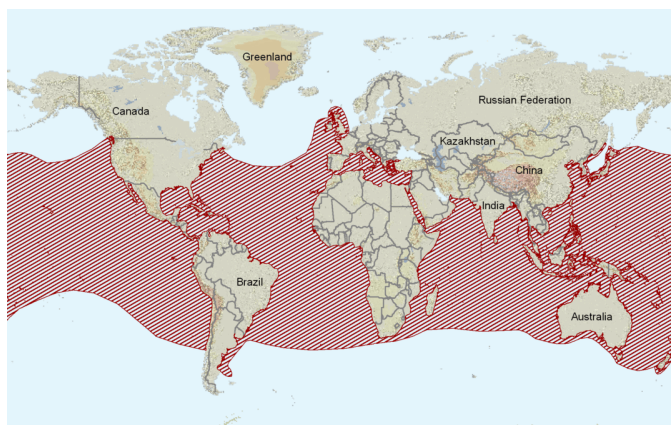 Greenland
Canada
Russian Federation
Kazakhstan
China
India
Brazil
Australia